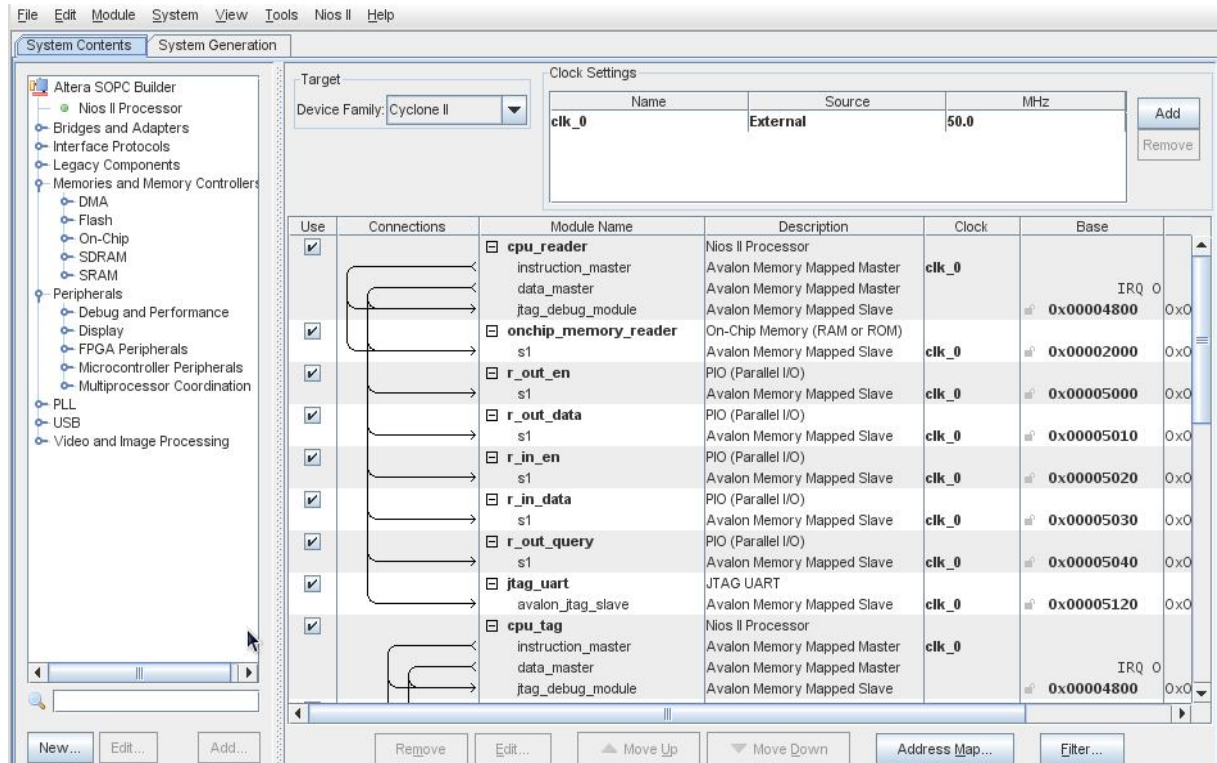 File Edit Module System View Tools Nios II Help
System Contents System Generation
Altera SOPC Builder
Nios II Processor
Bridges and Adapters
Interface Protocols
Legacy Components
Memories and Memory Controllers
DMA
Flash
On-Chip
SDRAM
SRAM
Peripherals
Debug and Performance
Display
FPGA Peripherals
Microcontroller Peripherals
Multiprocessor Coordination
PLL
USB
Video and Image Processing
New... Edit... Add...
Target
Device Family: Cyclone II
Clock Settings
Name Source MHz
clk_0 External 50.0
Add
Remove
Use Connections Module Name Description Clock Base
cpu_reader Nios II Processor
instruction_master Avalon Memory Mapped Master clk_0
data_master Avalon Memory Mapped Master IRQ 0
jtag_debug_module Avalon Memory Mapped Slave 0x00004800 0x0
onchip_memory_reader On-Chip Memory (RAM or ROM)
s1 Avalon Memory Mapped Slave clk_0 0x00002000 0x0
r_out_en PIO (Parallel I/O)
s1 Avalon Memory Mapped Slave clk_0 0x00005000 0x0
r_out_data PIO (Parallel I/O)
s1 Avalon Memory Mapped Slave clk_0 0x00005010 0x0
r_in_en PIO (Parallel I/O)
s1 Avalon Memory Mapped Slave clk_0 0x00005020 0x0
r_in_data PIO (Parallel I/O)
s1 Avalon Memory Mapped Slave clk_0 0x00005030 0x0
r_out_query PIO (Parallel I/O)
s1 Avalon Memory Mapped Slave clk_0 0x00005040 0x0
jtag_uart JTAG UART
avalon_jtag_slave Avalon Memory Mapped Slave clk_0 0x00005120 0x0
cpu_tag Nios II Processor
instruction_master Avalon Memory Mapped Master clk_0
data_master Avalon Memory Mapped Master IRQ 0
jtag_debug_module Avalon Memory Mapped Slave 0x00004800 0x0
Remove Edit... Move Up Move Down Address Map... Filter...